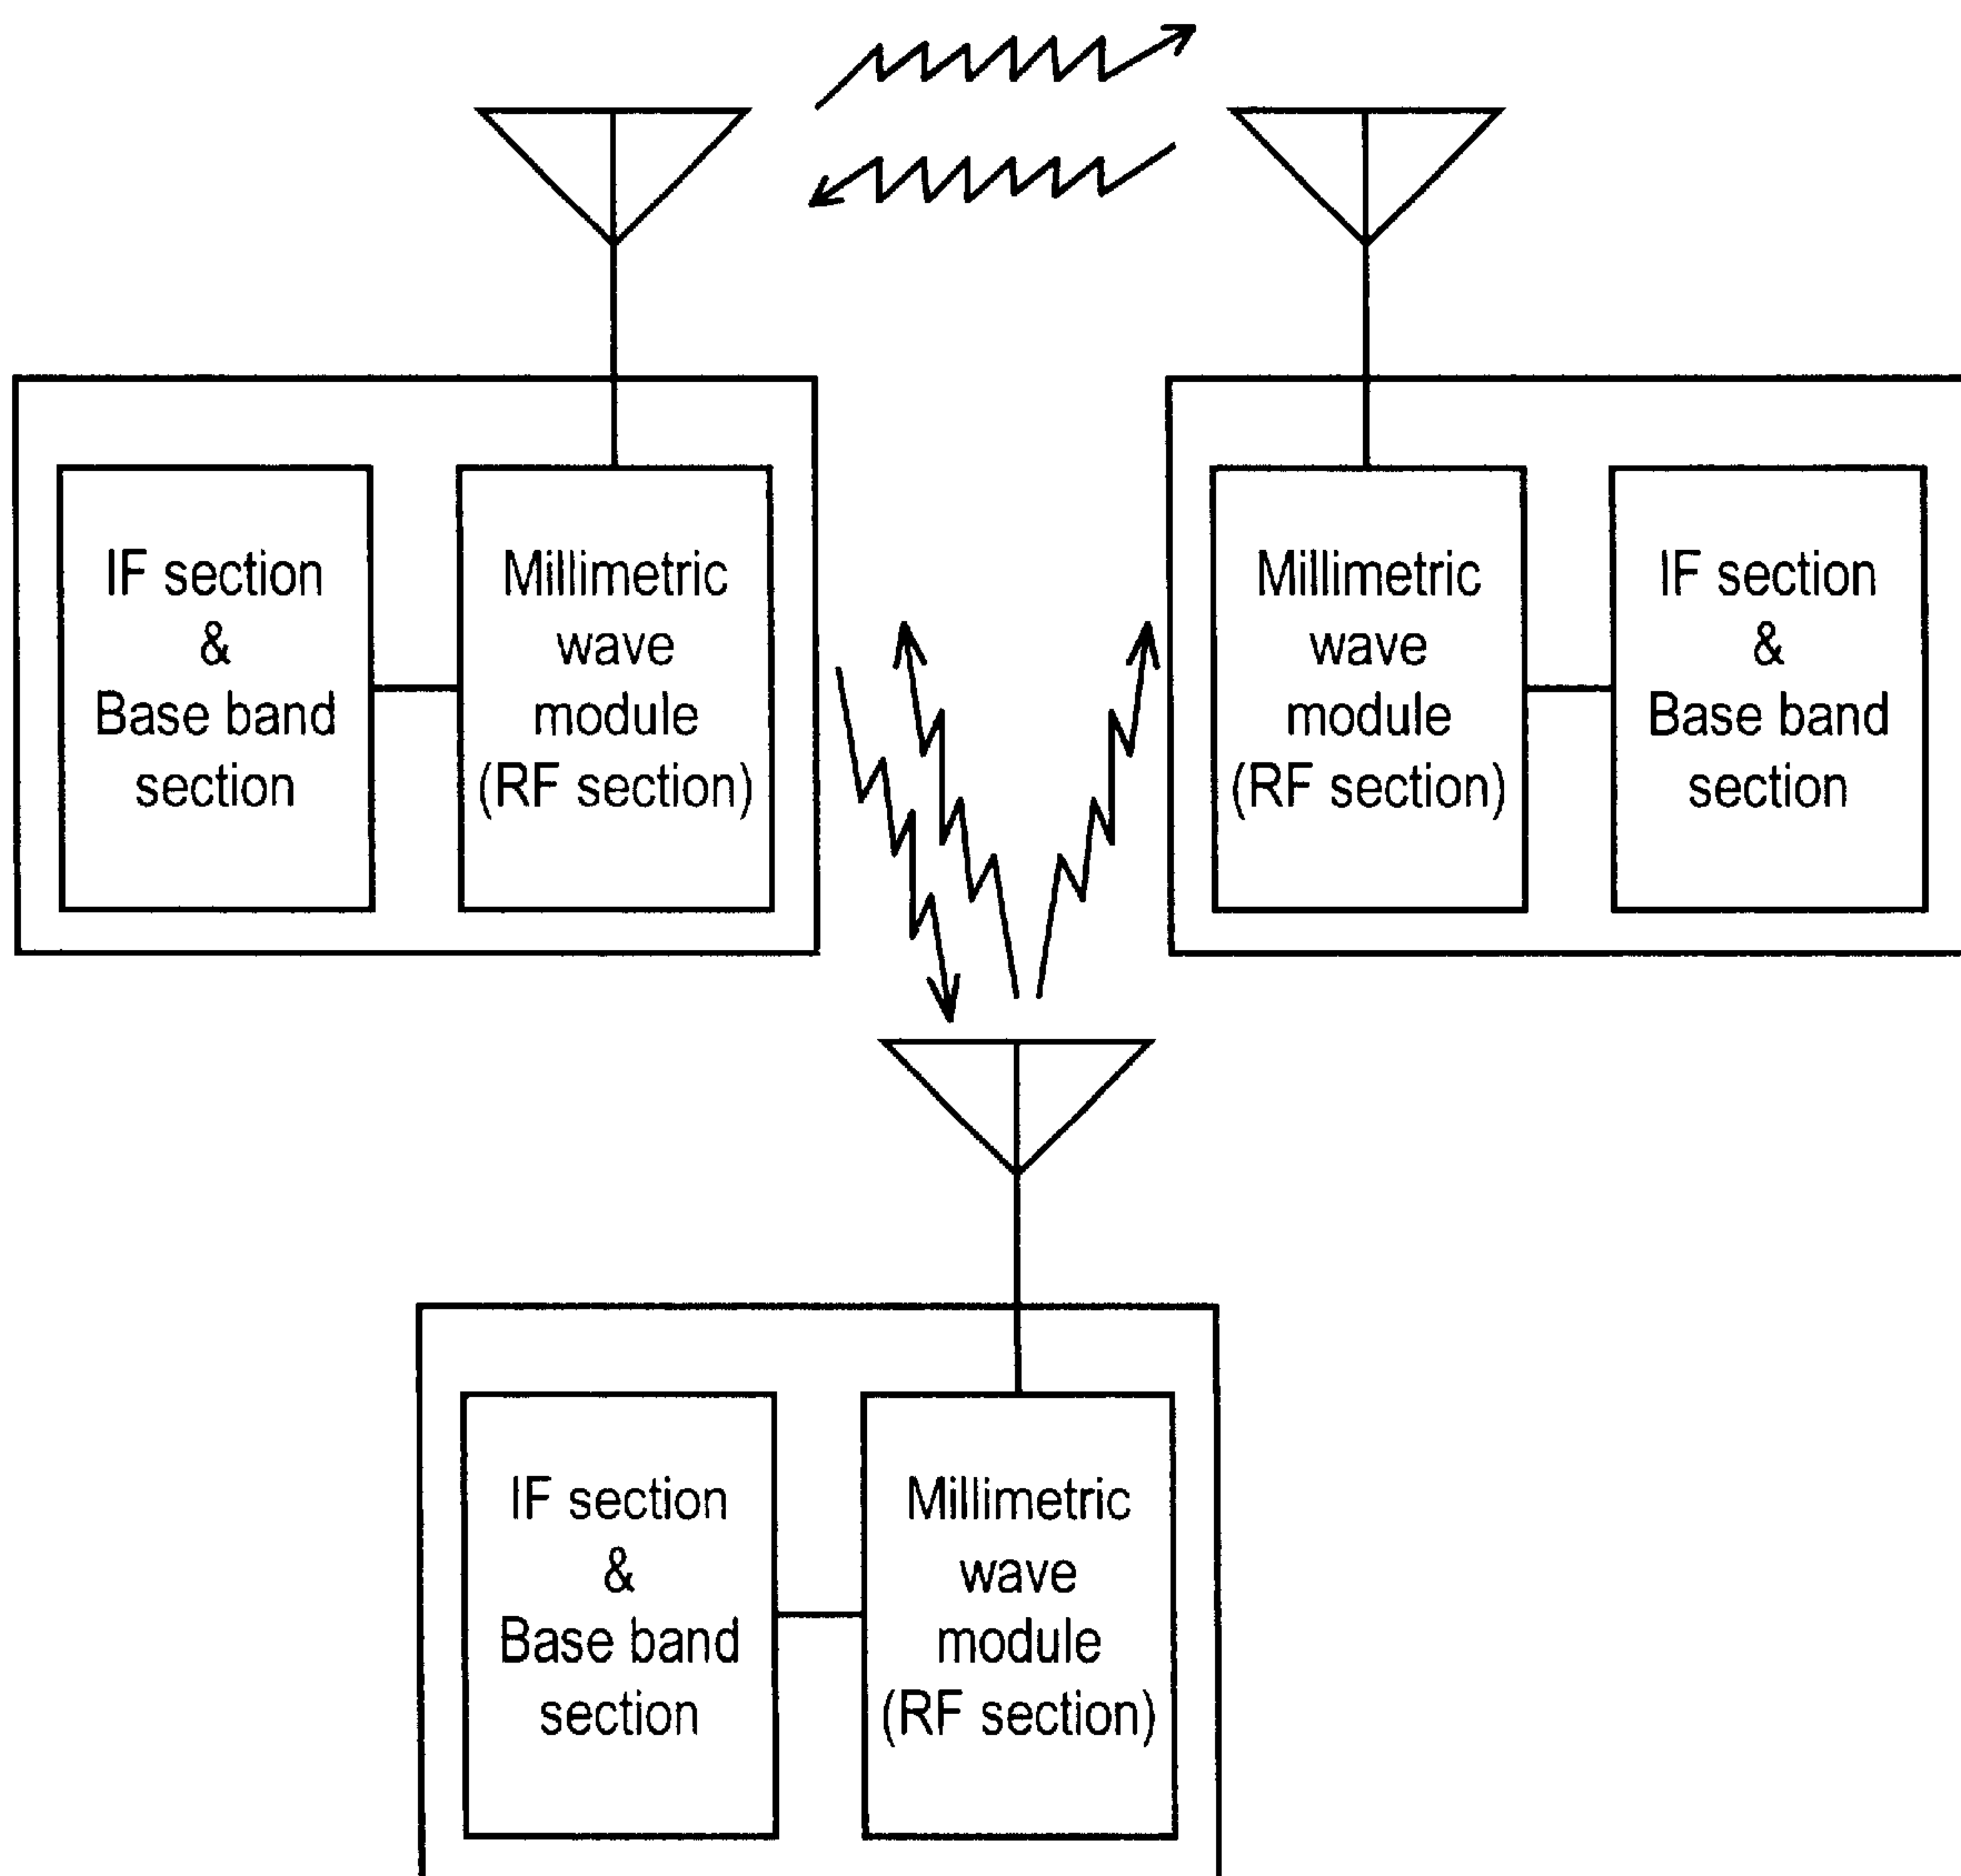 IF section
&
Base band
section
Millimetric
wave
module
(RF section)
Millimetric
wave
module
(RF section)
IF section
&
Base band
section
IF section
&
Base band
section
Millimetric
wave
module
(RF section)